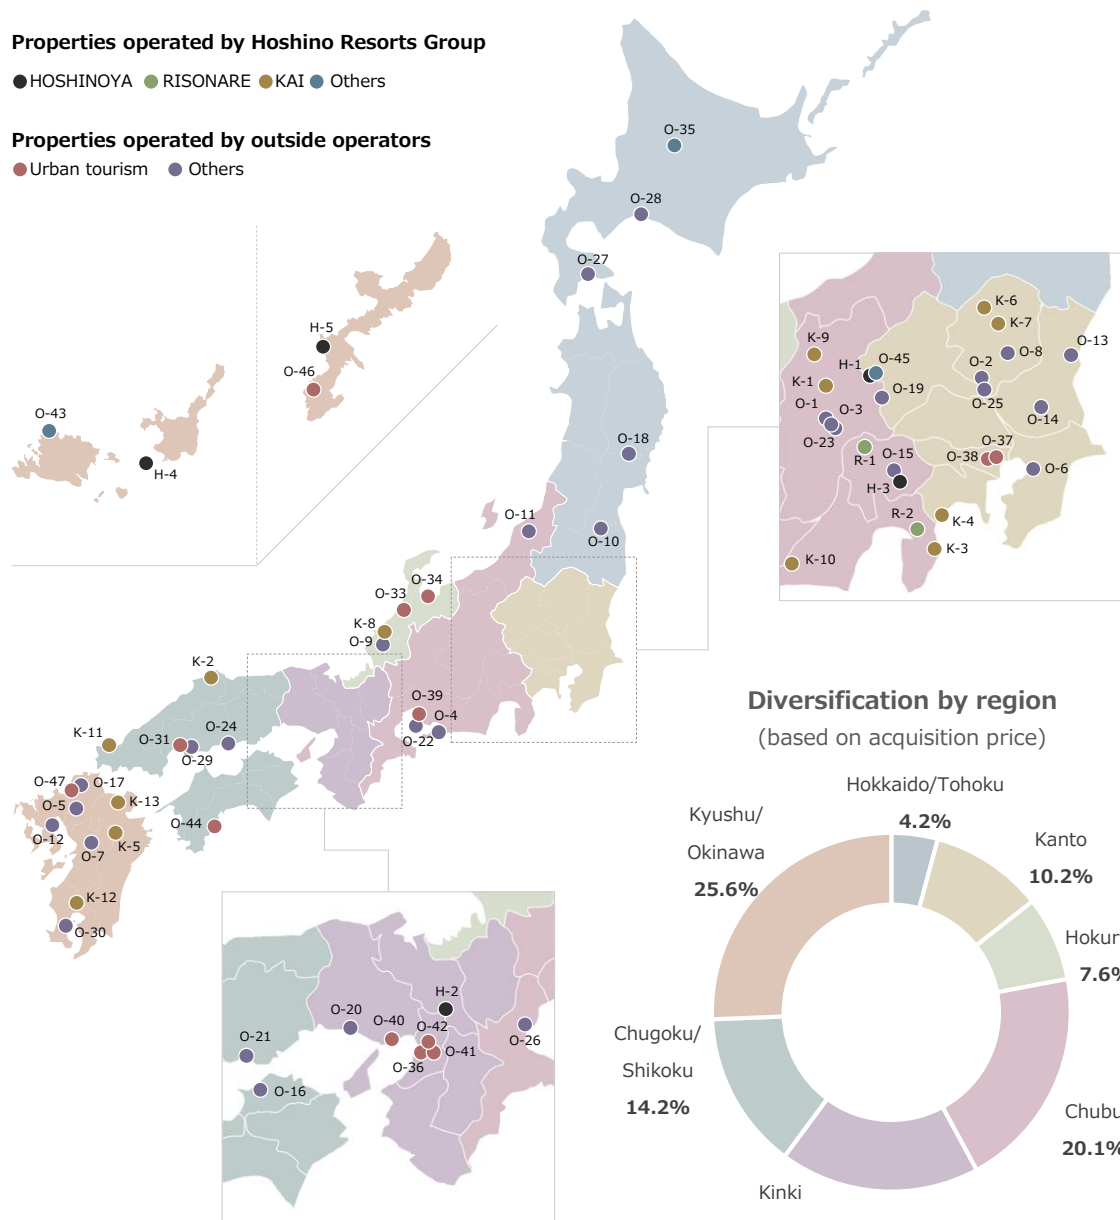 Properties operated by Hoshino Resorts Group
HOSHINOYA RISONARE KAI Others
Properties operated by outside operators
Urban tourism Others
O-35
O-28
O-27
H-5
O-46
O-43
H-4
O-18
O-11
O-10
O-34
O-33
K-8
O-9
K-2
O-39
O-4
O-22
K-11
O-31
O-24
O-29
O-47
O-17
O-5
K-13
O-12
O-7
K-5
O-44
K-12
O-30
K-6
K-7
O-13
K-9
O-45
O-8
H-1
O-2
K-1
O-19
O-25
O-1
O-3
O-14
O-23
O-15
O-37
R-1
O-38
O-6
H-3
R-2
K-4
K-3
K-10
H-2
O-20
O-40
O-42
O-26
O-21
O-36
O-41
O-16
Diversification by region
(based on acquisition price)
Hokkaido/Tohoku
4.2%
Kyushu/
Okinawa
25.6%
Kanto
10.2%
Hokur
7.6%
Chugoku/
Shikoku
14.2%
Chubu
20.1%
Kinki